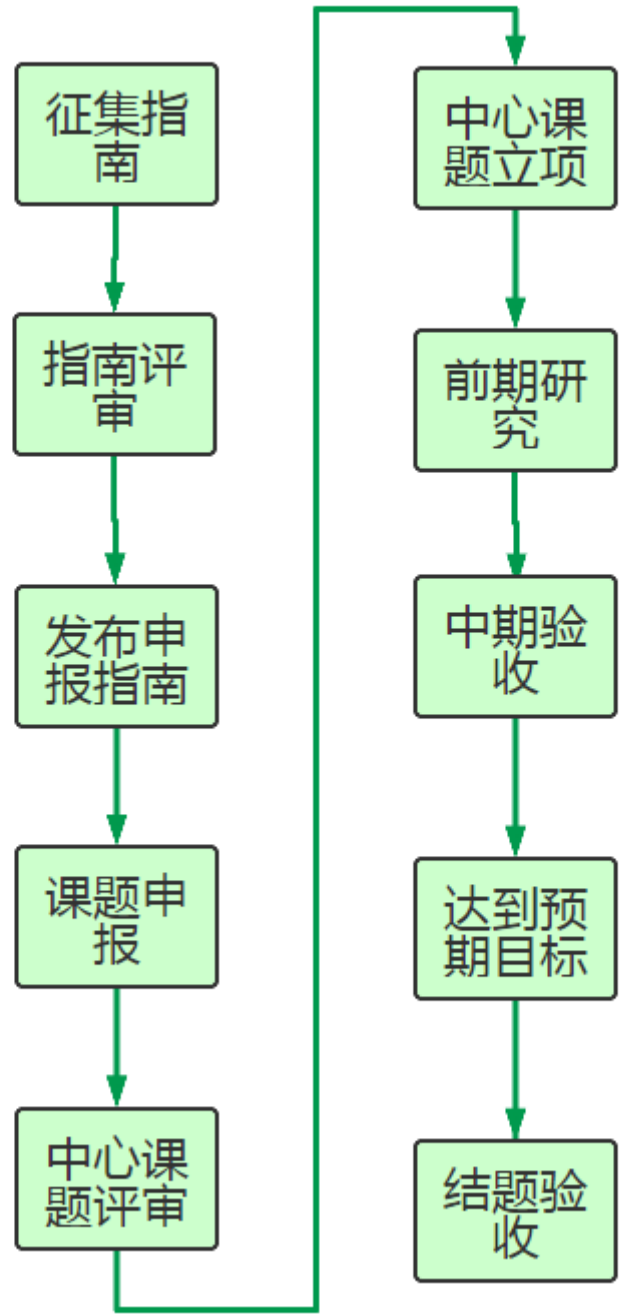 征集指
南
指南评
审
发布申
报指南
课题申
报
中心课
题评审
中心课
题立项
前期研
究
中期验
收
达到预
期目标
结题验
收